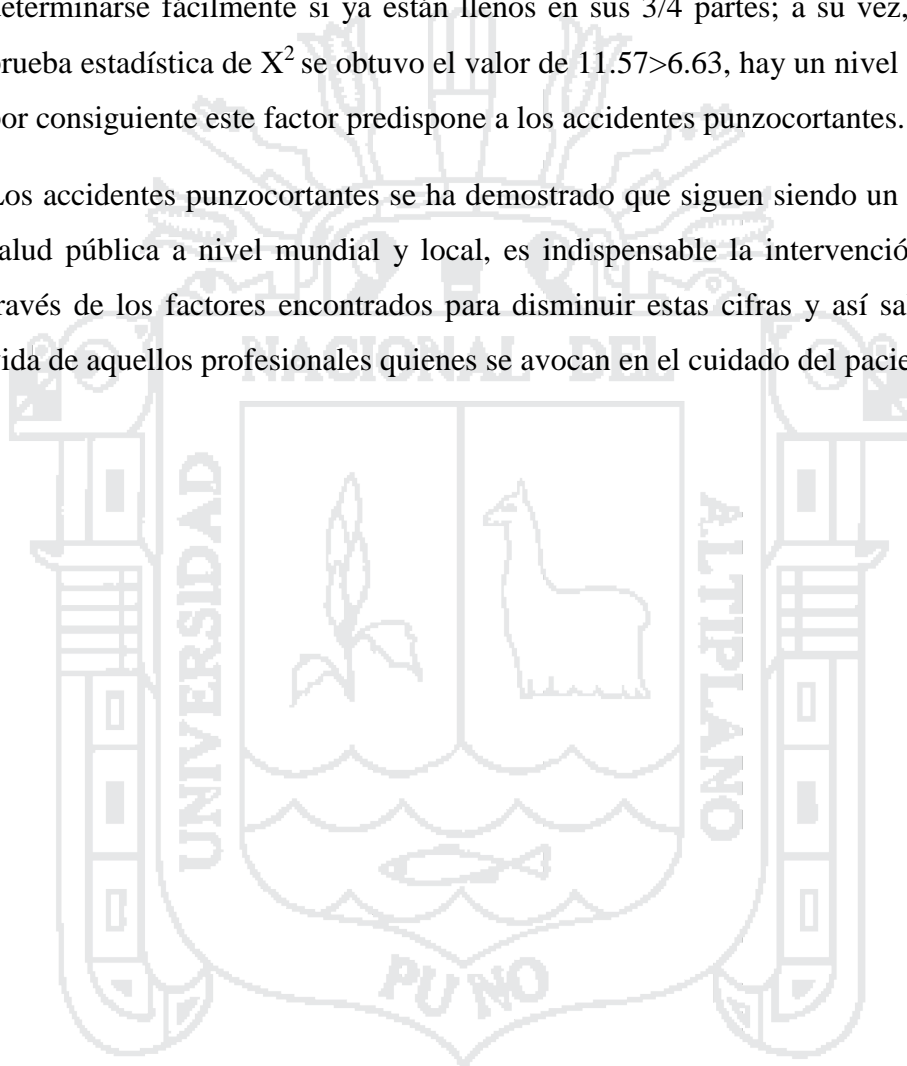 determinarse fácilmente si ya están llenos en sus 3/4 partes; a su vez,
prueba estadística de X² se obtuvo el valor de 11.57>6.63, hay un nivel
por consiguiente este factor predispone a los accidentes punzocortantes.
Los accidentes punzocortantes se ha demostrado que siguen siendo un
salud pública a nivel mundial y local, es indispensable la intervenció
través de los factores encontrados para disminuir estas cifras y así sa
vida de aquellos profesionales quienes se avocan en el cuidado del pacie
NACIONAL DEL
UNIVERSIDAD
ALTIPLANO
PUNO